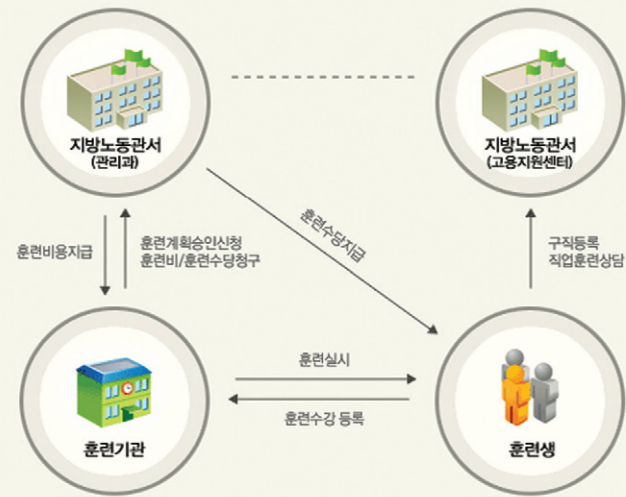 지방노동관서
(관리과)
지방노동관서
(고용지원센터)
훈련비용지급
훈련계획승인신청
훈련비/훈련수당청구
훈련수당지급
구직등록
직업훈련상담
훈련실시
훈련수강 등록
훈련기관
훈련생